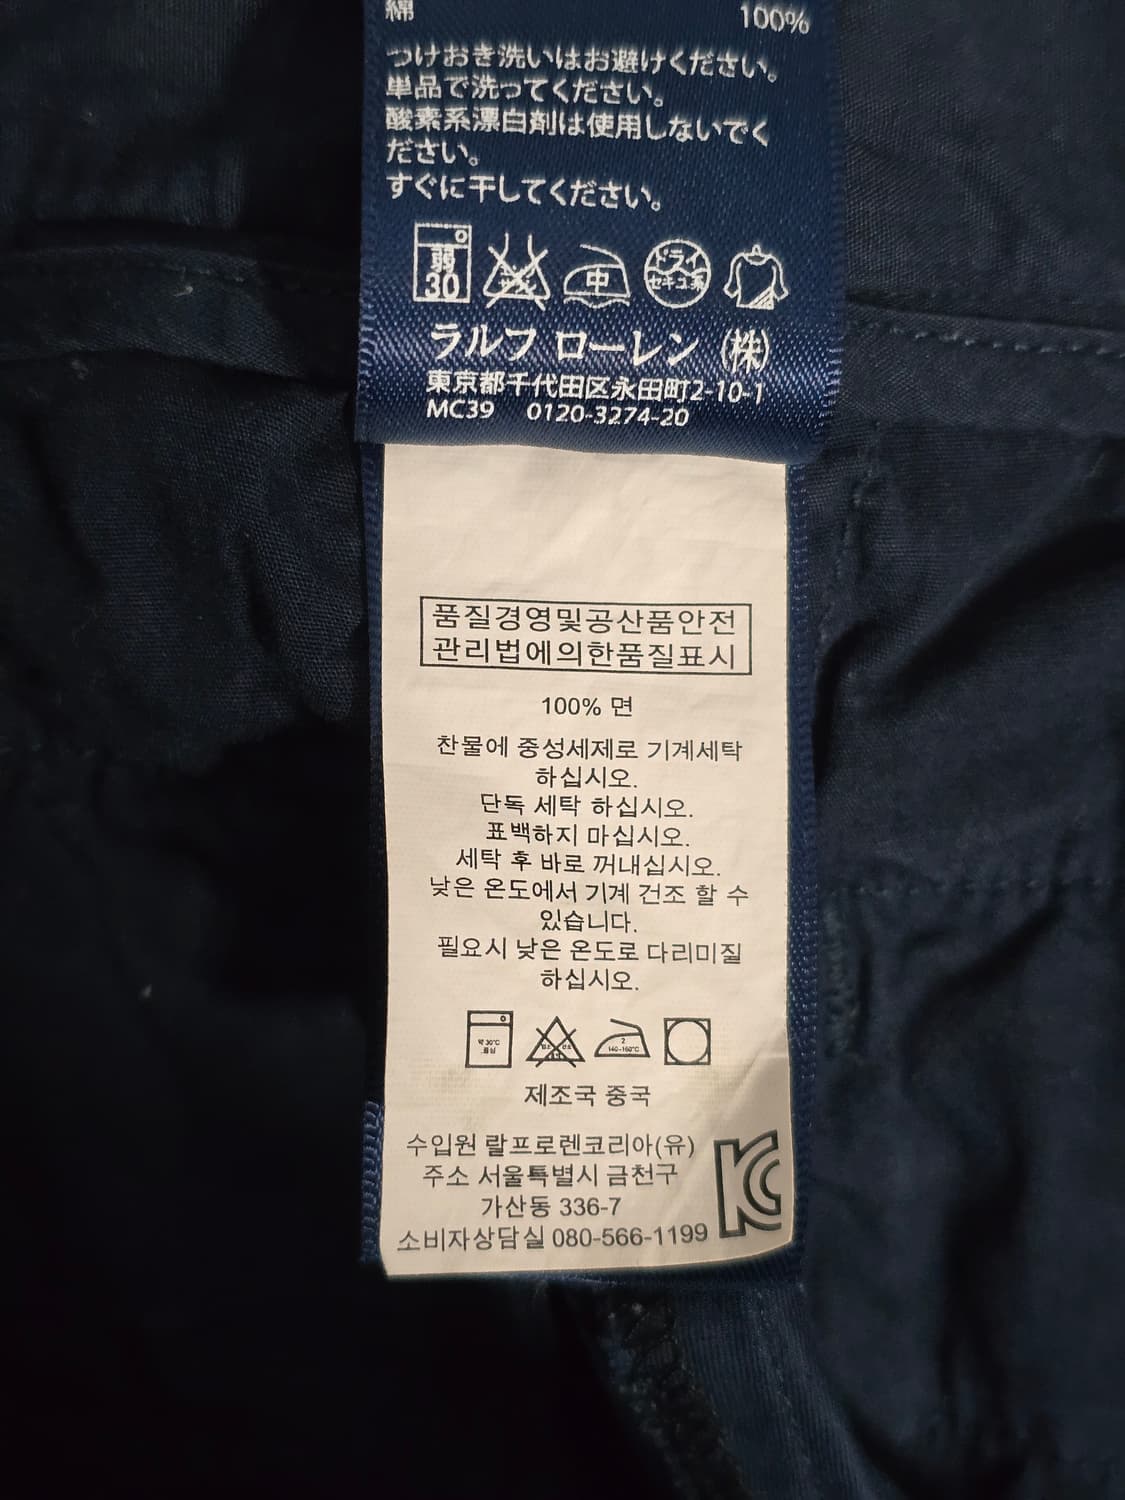 綿 100%
つけおき洗いはお避けください。
単品で洗ってください。
酸素系漂白剤は使用しないでく
ださい。
すぐに干してください。
弱 中 ドライ
30 セキユ系
ラルフ ローレン (株)
東京都千代田区永田町2-10-1
MC39 0120-3274-20
품질경영및공산품안전
관리법에의한품질표시
100% 면
찬물에 중성세제로 기계세탁
하십시오.
단독 세탁 하십시오.
표백하지 마십시오.
세탁 후 바로 꺼내십시오.
낮은 온도에서 기계 건조 할 수
있습니다.
필요시 낮은 온도로 다리미질
하십시오.
약 30°C 2
중성 140-160°C
제조국 중국
수입원 랄프로렌코리아(유)
주소 서울특별시 금천구
가산동 336-7
소비자상담실 080-566-1199
KC